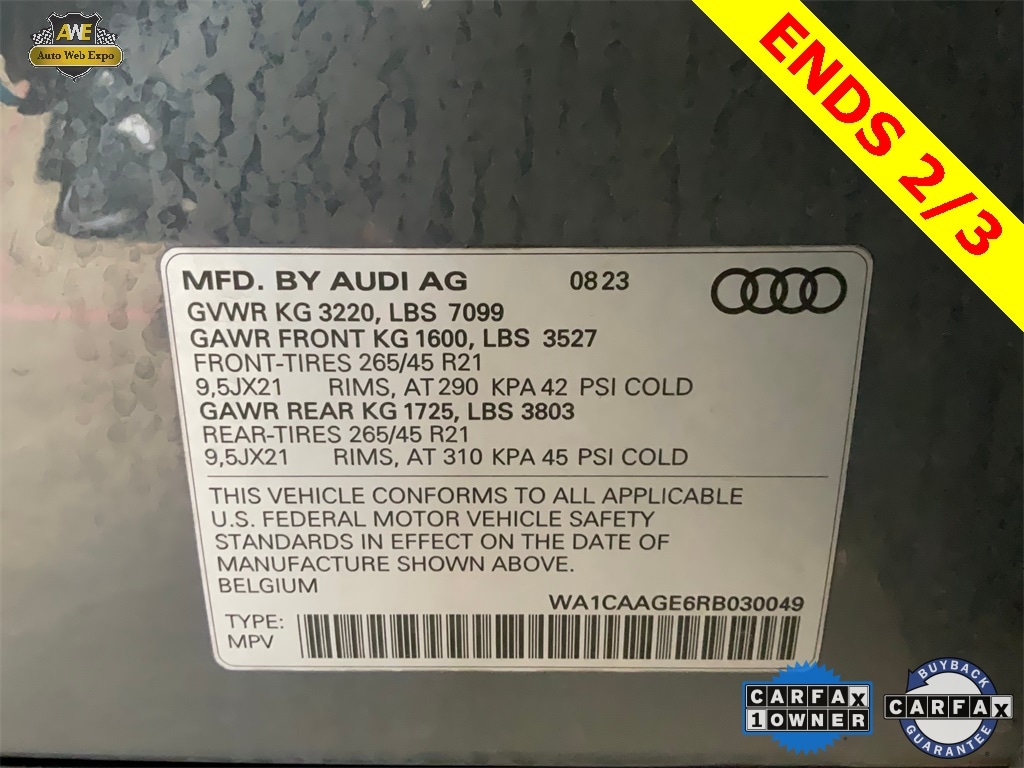 AWE
Auto Web Expo
ENDS 2/3
MFD. BY AUDI AG 0823
GVWR KG 3220, LBS 7099
GAWR FRONT KG 1600, LBS 3527
FRONT-TIRES 265/45 R21
9,5JX21 RIMS, AT 290 KPA 42 PSI COLD
GAWR REAR KG 1725, LBS 3803
REAR-TIRES 265/45 R21
9,5JX21 RIMS, AT 310 KPA 45 PSI COLD
THIS VEHICLE CONFORMS TO ALL APPLICABLE
U.S. FEDERAL MOTOR VEHICLE SAFETY
STANDARDS IN EFFECT ON THE DATE OF
MANUFACTURE SHOWN ABOVE.
BELGIUM
WA1CAAGE6RB030049
TYPE:
MPV
CARFAX
1 OWNER
BUYBACK
CARFAX
GUARANTEE